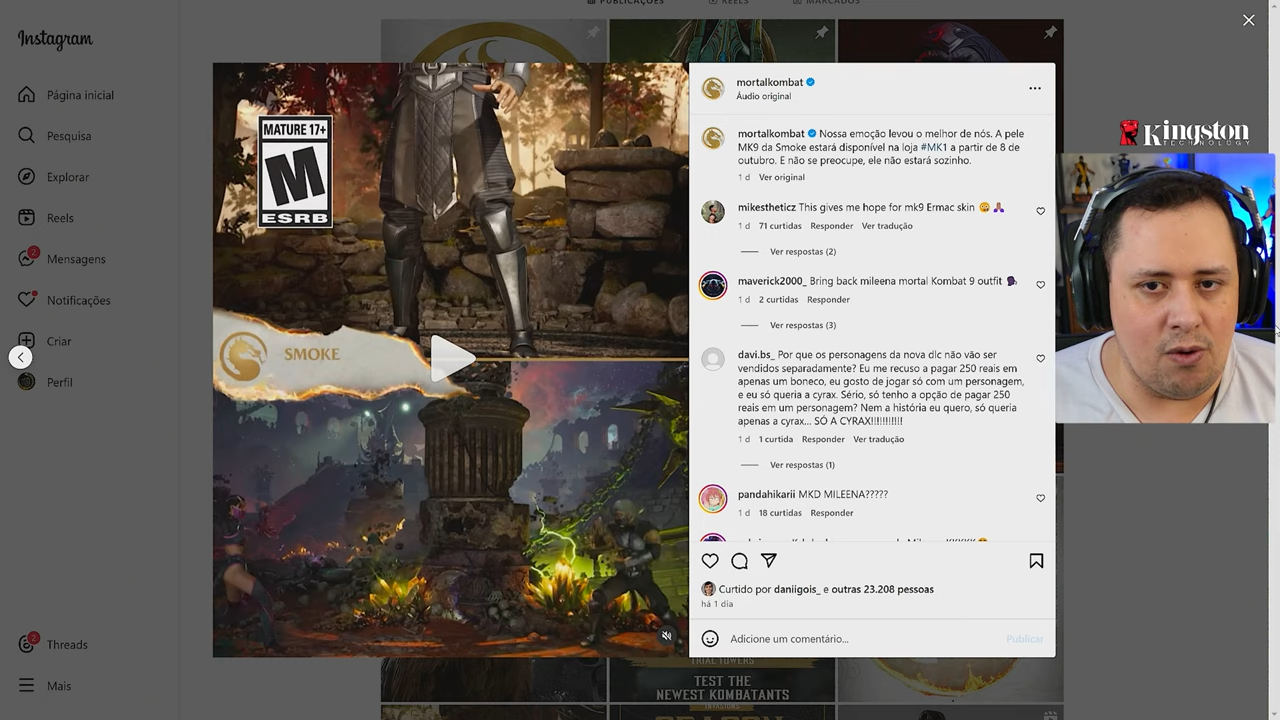 PUBLICAÇÕES
REELS
MARCADOS
Instagram
Página inicial
Pesquisa
Explorar
Reels
2
Mensagens
Notificações
Criar
Perfil
2
Threads
Mais
MATURE 17+
M
ESRB
SMOKE
mortalkombat
Áudio original
mortalkombat Nossa emoção levou o melhor de nós. A pele
MK9 da Smoke estará disponível na loja #MK1 a partir de 8 de
outubro. E não se preocupe, ele não estará sozinho.
1 d Ver original
mikestheticz This gives me hope for mk9 Ermac skin
1 d 71 curtidas Responder Ver tradução
Ver respostas (2)
maverick2000_ Bring back mileena mortal Kombat 9 outfit
1 d 2 curtidas Responder
Ver respostas (3)
davi.bs_ Por que os personagens da nova dlc não vão ser
vendidos separadamente? Eu me recuso a pagar 250 reais em
apenas um boneco, eu gosto de jogar só com um personagem,
e eu só queria a cyrax. Sério, só tenho a opção de pagar 250
reais em um personagem? Nem a história eu quero, só queria
apenas a cyrax... SÓ A CYRAX!!!!!!!!!!
1 d 1 curtida Responder Ver tradução
Ver respostas (1)
pandahikarii MKD MILEENA?????
1 d 18 curtidas Responder
Curtido por daniigois_ e outras 23.208 pessoas
há 1 dia
Adicione um comentário...
Publicar
Kingston
TECHNOLOGY
TRIAL TOWERS
TEST THE
NEWEST KOMBATANTS
INVASIONS